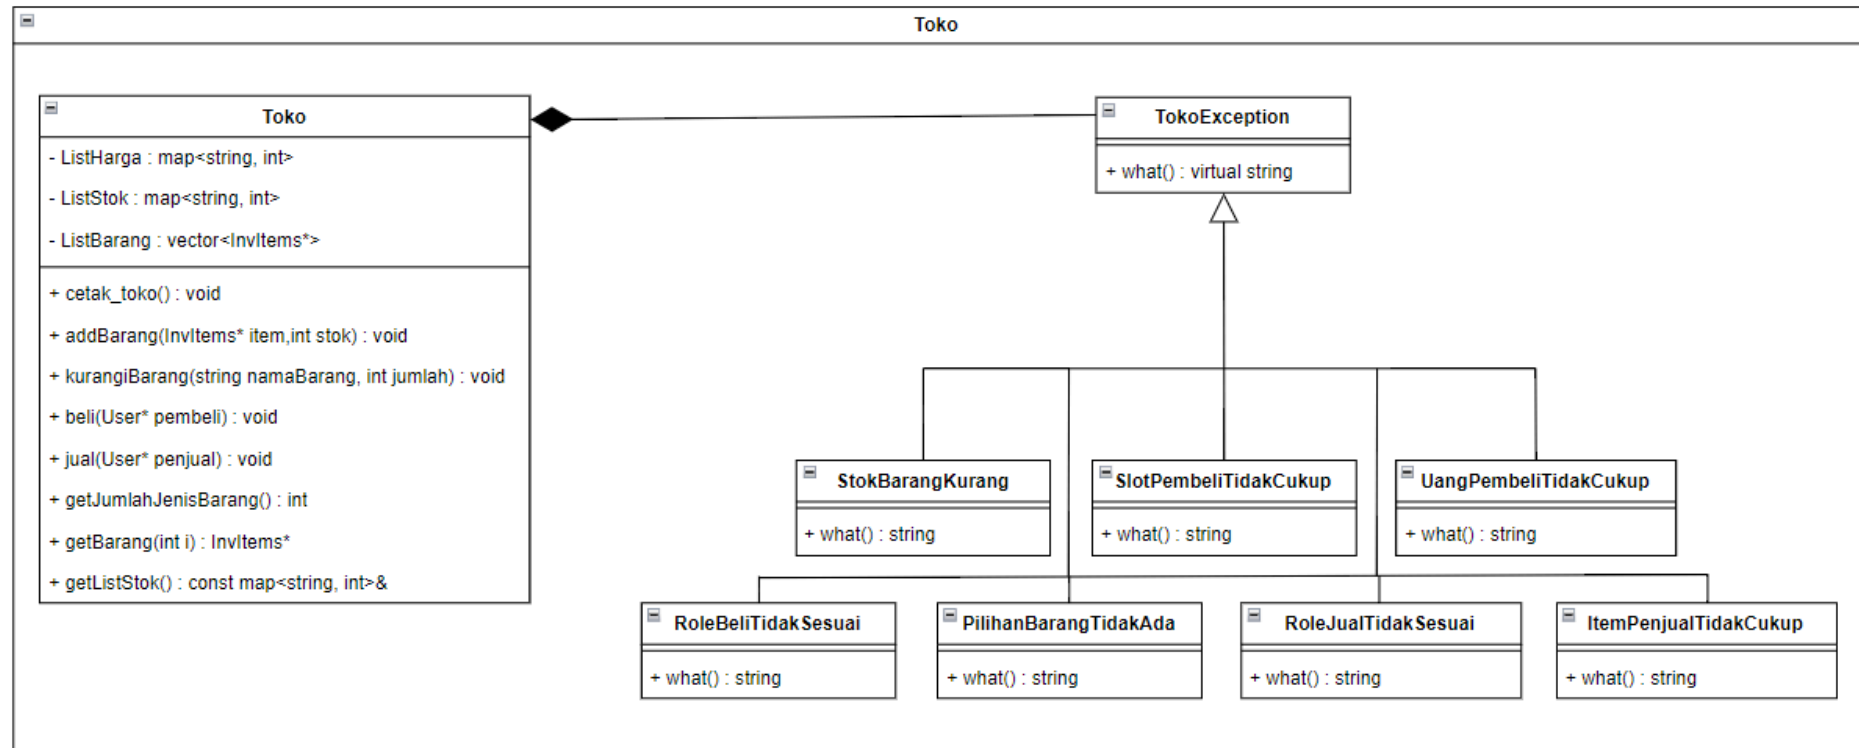 Toko
Toko
- ListHarga : map<string, int>
- ListStok : map<string, int>
- ListBarang : vector<InvItems*>
+ cetak_toko() : void
+ addBarang(InvItems* item,int stok) : void
+ kurangiBarang(string namaBarang, int jumlah) : void
+ beli(User* pembeli) : void
+ jual(User* penjual) : void
+ getJumlahJenisBarang() : int
+ getBarang(int i) : InvItems*
+ getListStok() : const map<string, int>&
TokoException
+ what() : virtual string
StokBarangKurang
+ what() : string
SlotPembeliTidakCukup
+ what() : string
UangPembeliTidakCukup
+ what() : string
RoleBeliTidakSesuai
+ what() : string
PilihanBarangTidakAda
+ what() : string
RoleJualTidakSesuai
+ what() : string
ItemPenjualTidakCukup
+ what() : string